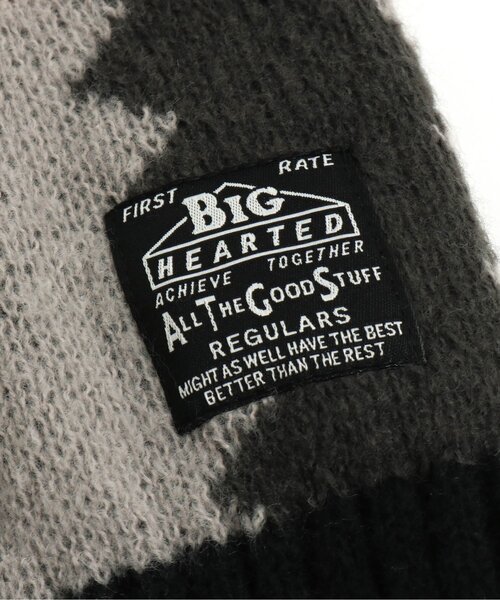 FIRST RATE
BIG
HEARTED
ACHIEVE TOGETHER
ALL THE GOOD STUFF
REGULARS
MIGHT AS WELL HAVE THE BEST
BETTER THAN THE REST